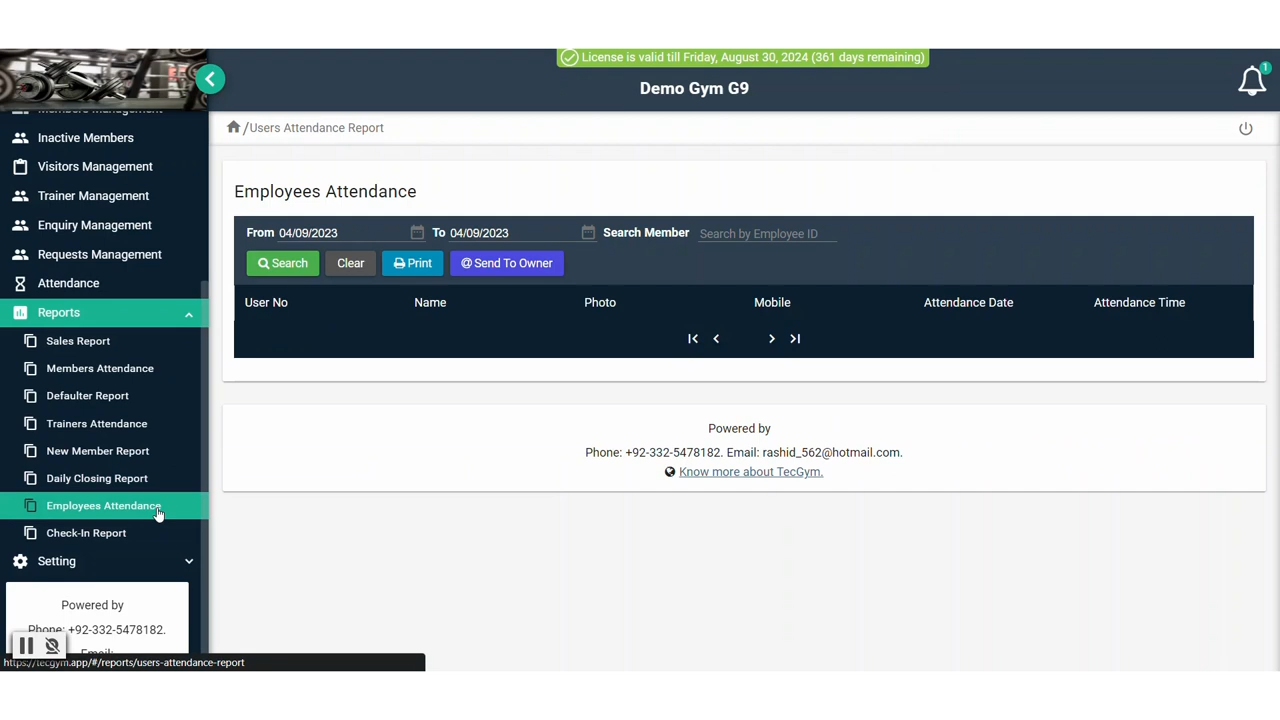 License is valid till Friday, August 30, 2024 (361 days remaining)
Demo Gym G9
1
Members Management
Inactive Members
Visitors Management
Trainer Management
Enquiry Management
Requests Management
Attendance
Reports
Sales Report
Members Attendance
Defaulter Report
Trainers Attendance
New Member Report
Daily Closing Report
Employees Attendance
Check-In Report
Setting
Powered by
Phone: +92-332-5478182.
Email:
https://tecgym.app/#/reports/users-attendance-report
/Users Attendance Report
Employees Attendance
From 04/09/2023 To 04/09/2023 Search Member Search by Employee ID
Search Clear Print @ Send To Owner
User No Name Photo Mobile Attendance Date Attendance Time
Powered by
Phone: +92-332-5478182. Email: rashid_562@hotmail.com.
Know more about TecGym.